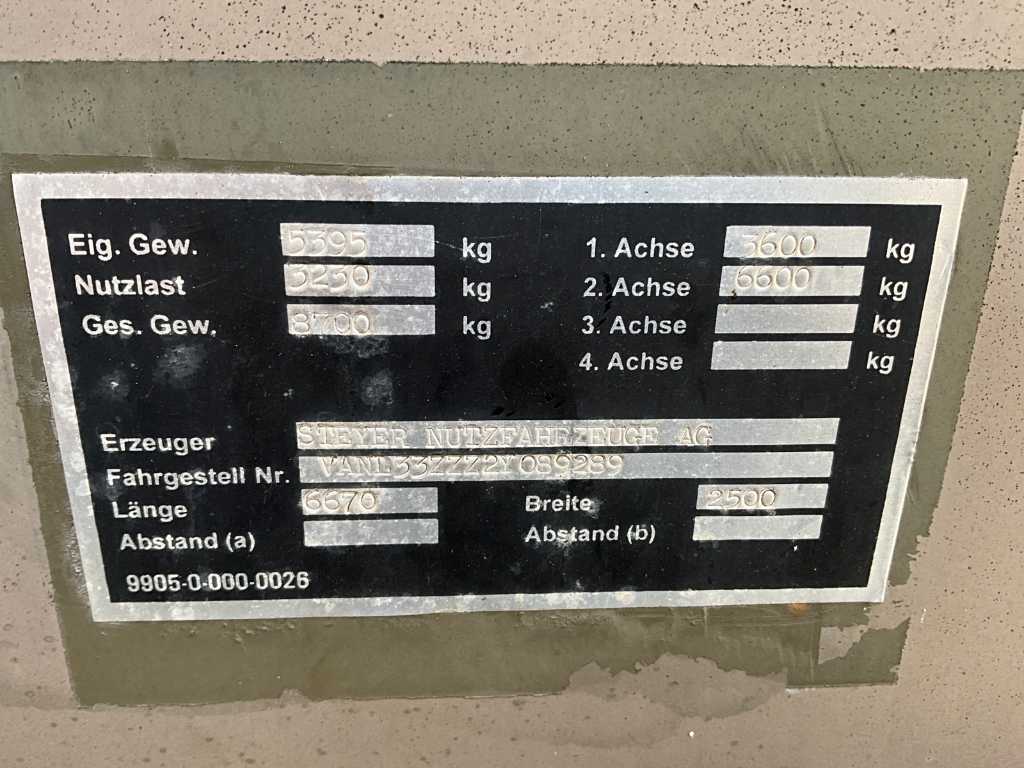 Eig. Gew. 5395 kg 1. Achse 3600 kg
Nutzlast 3230 kg 2. Achse 6600 kg
Ges. Gew. 8700 kg 3. Achse kg
4. Achse kg
Erzeuger STEYER NUTZFAHRZEUGE AG
Fahrgestell Nr. VANL33ZZZ2Y089289
Länge 6670 Breite 2500
Abstand (a) Abstand (b)
9905-0-000-0026